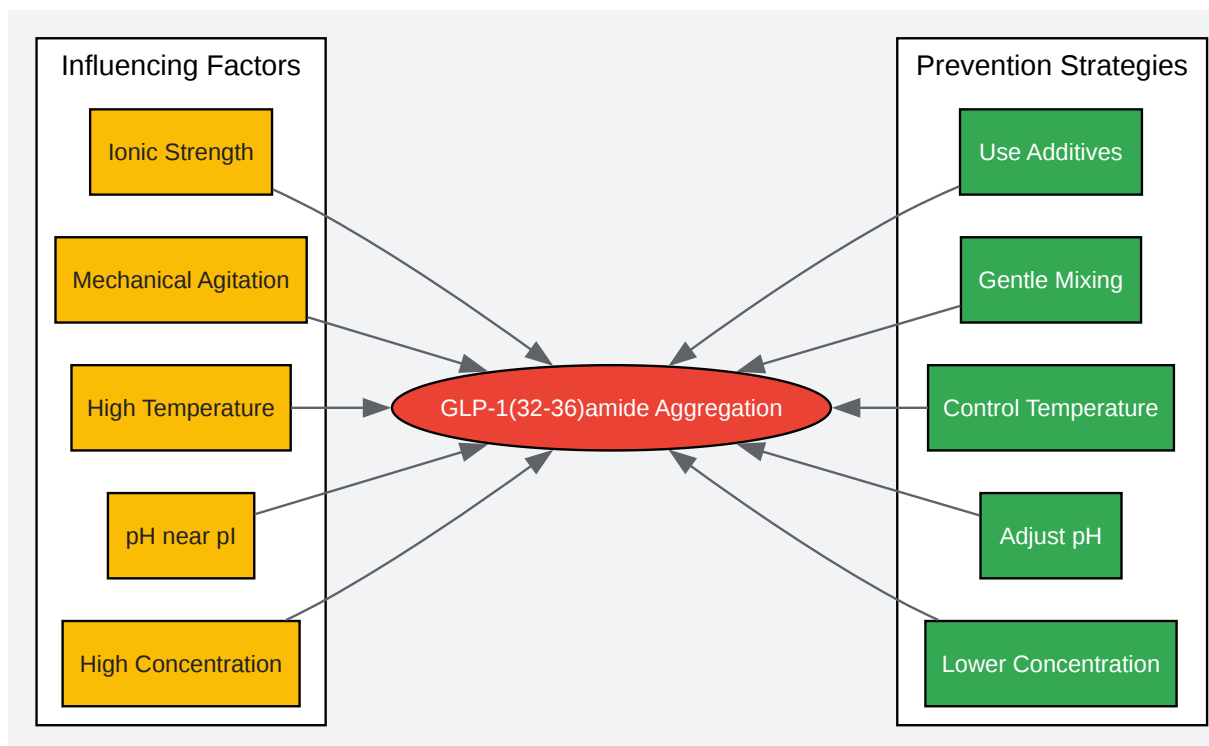 Influencing Factors
Ionic Strength
Mechanical Agitation
High Temperature
pH near pI
High Concentration
GLP-1(32-36)amide Aggregation
Prevention Strategies
Use Additives
Gentle Mixing
Control Temperature
Adjust pH
Lower Concentration